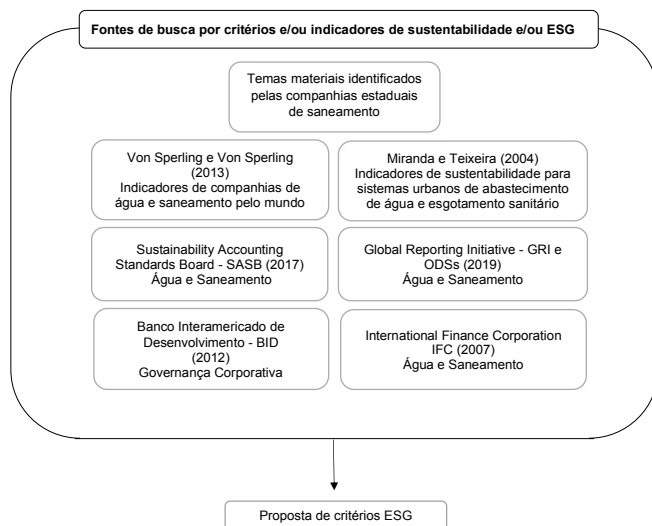 Fontes de busca por critérios e/ou indicadores de sustentabilidade e/ou ESG
Temas materiais identificados
pelas companhias estaduais
de saneamento
Von Sperling e Von Sperling
(2013)
Indicadores de companhias de
água e saneamento pelo mundo
Miranda e Teixeira (2004)
Indicadores de sustentabilidade para
sistemas urbanos de abastecimento
de água e esgotamento sanitário
Sustainability Accounting
Standards Board - SASB (2017)
Água e Saneamento
Global Reporting Initiative - GRI e
ODSs (2019)
Água e Saneamento
Banco Interamericado de
Desenvolvimento - BID
(2012)
Governança Corporativa
International Finance Corporation
IFC (2007)
Água e Saneamento
Proposta de critérios ESG